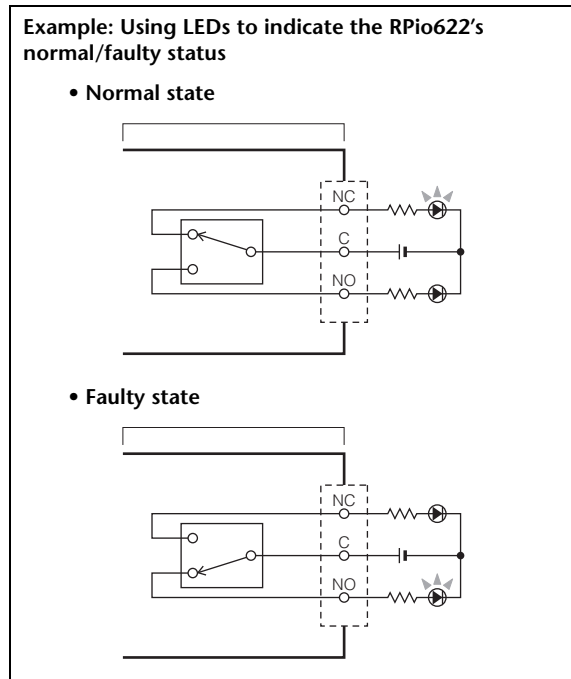 Example: Using LEDs to indicate the RPio622's
normal/faulty status
• Normal state
NC
C
NO
• Faulty state
NC
C
NO